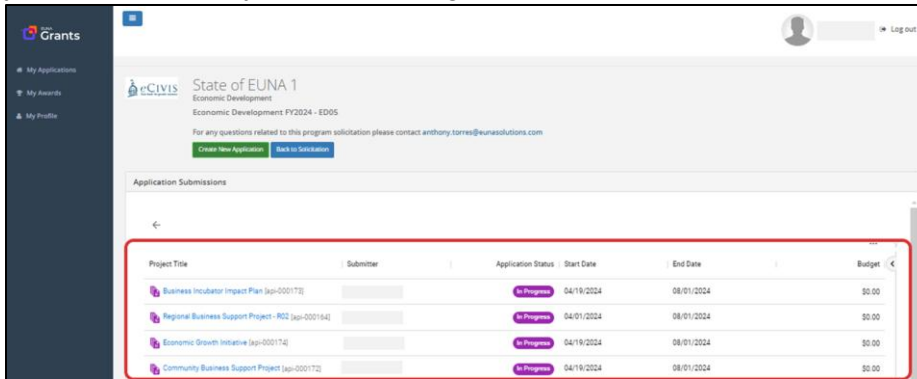 EUNA
Grants
Log out
My Applications
My Awards
My Profile
eCIVIS
State of EUNA 1
Economic Development
Economic Development FY2024 - ED05
For any questions related to this program solicitation please contact anthony.torres@eunasolutions.com
Create New Application Back to Solicitation
Application Submissions
Project Title Submitter Application Status Start Date End Date Budget
Business Incubator Impact Plan [api-000173] In Progress 04/19/2024 08/01/2024 $0.00
Regional Business Support Project - R02 [api-000164] In Progress 04/01/2024 08/01/2024 $0.00
Economic Growth Initiative [api-000174] In Progress 04/19/2024 08/01/2024 $0.00
Community Business Support Project [api-000172] In Progress 04/19/2024 08/01/2024 $0.00